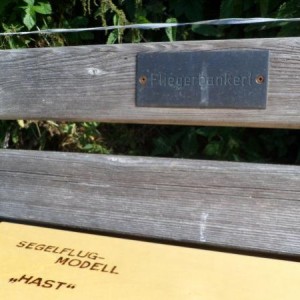 Fliegerbankerl
SEGELFLUG-
MODELL
„HAST“